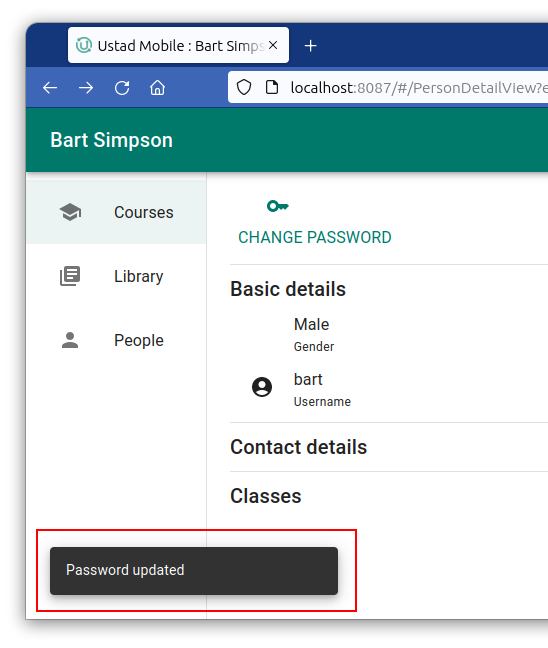 Ustad Mobile : Bart Simps
localhost:8087/#/PersonDetailView?e
Bart Simpson
Courses
Library
People
CHANGE PASSWORD
Basic details
Male
Gender
bart
Username
Contact details
Classes
Password updated